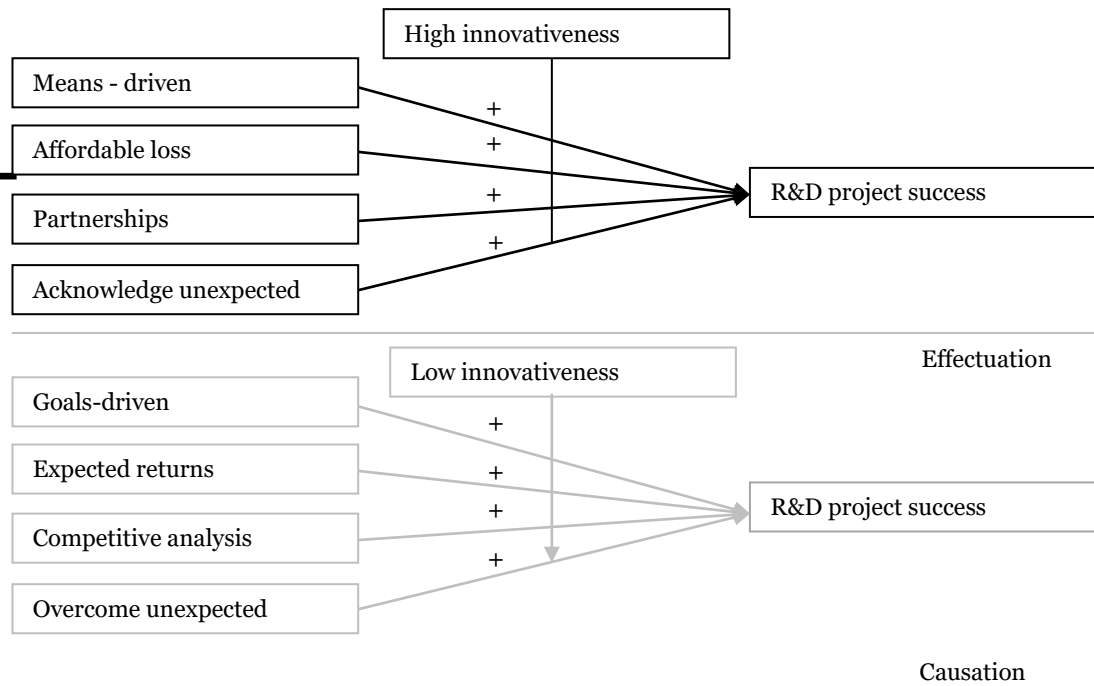 High innovativeness
Means - driven
+
Affordable loss
+
R&D project success
Partnerships
+
Acknowledge unexpected
+
Effectuation
Low innovativeness
Goals-driven
+
Expected returns
+
R&D project success
Competitive analysis
+
Overcome unexpected
+
Causation